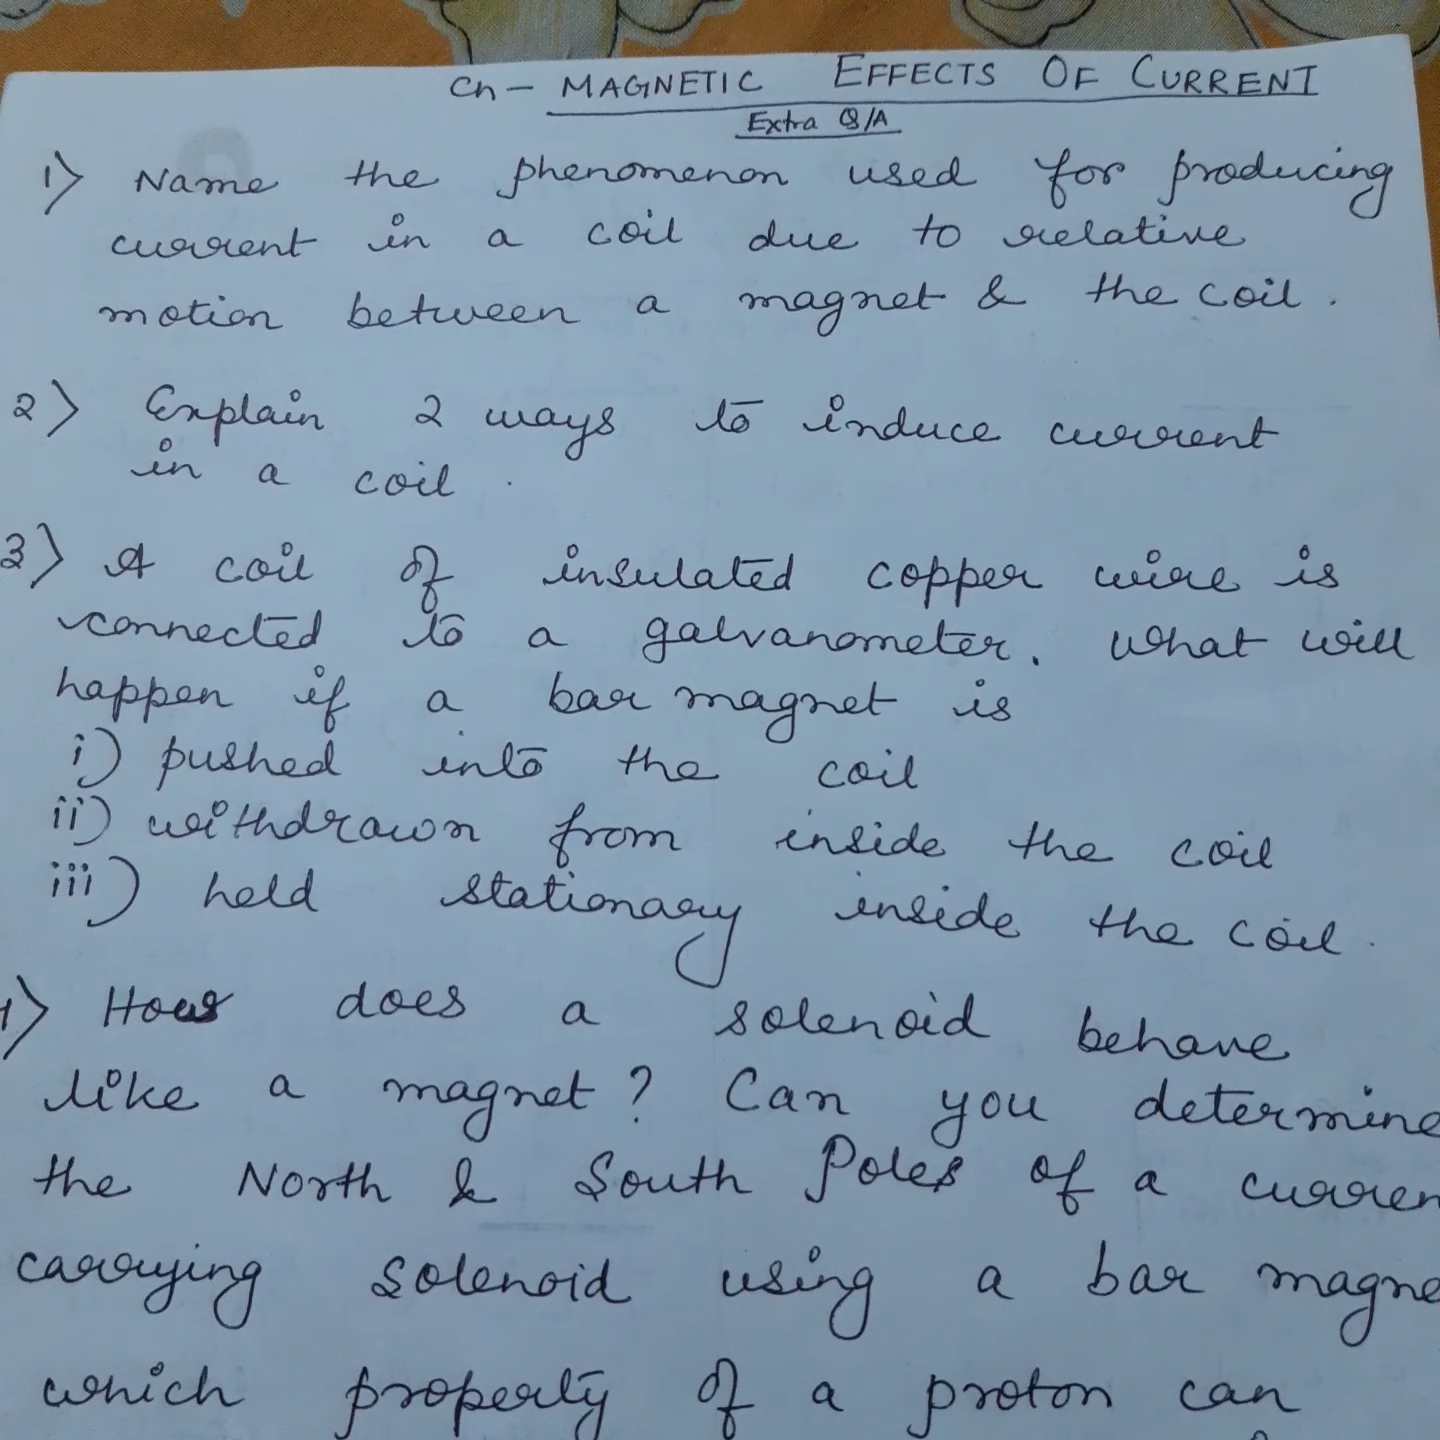 Ch - MAGNETIC EFFECTS OF CURRENT
Extra Q/A
1) Name the phenomenon used for producing
current in a coil due to relative
motion between a magnet & the coil.
2) Explain 2 ways to induce current
in a coil.
3) A coil of insulated copper wire is
connected to a galvanometer. What will
happen if a bar magnet is
i) pushed into the coil
ii) withdrawn from inside the coil
iii) held stationary inside the coil.
How does a solenoid behave
like a magnet? Can you determine
the North & South Poles of a curren
carrying solenoid using a bar magne
which property of a proton can